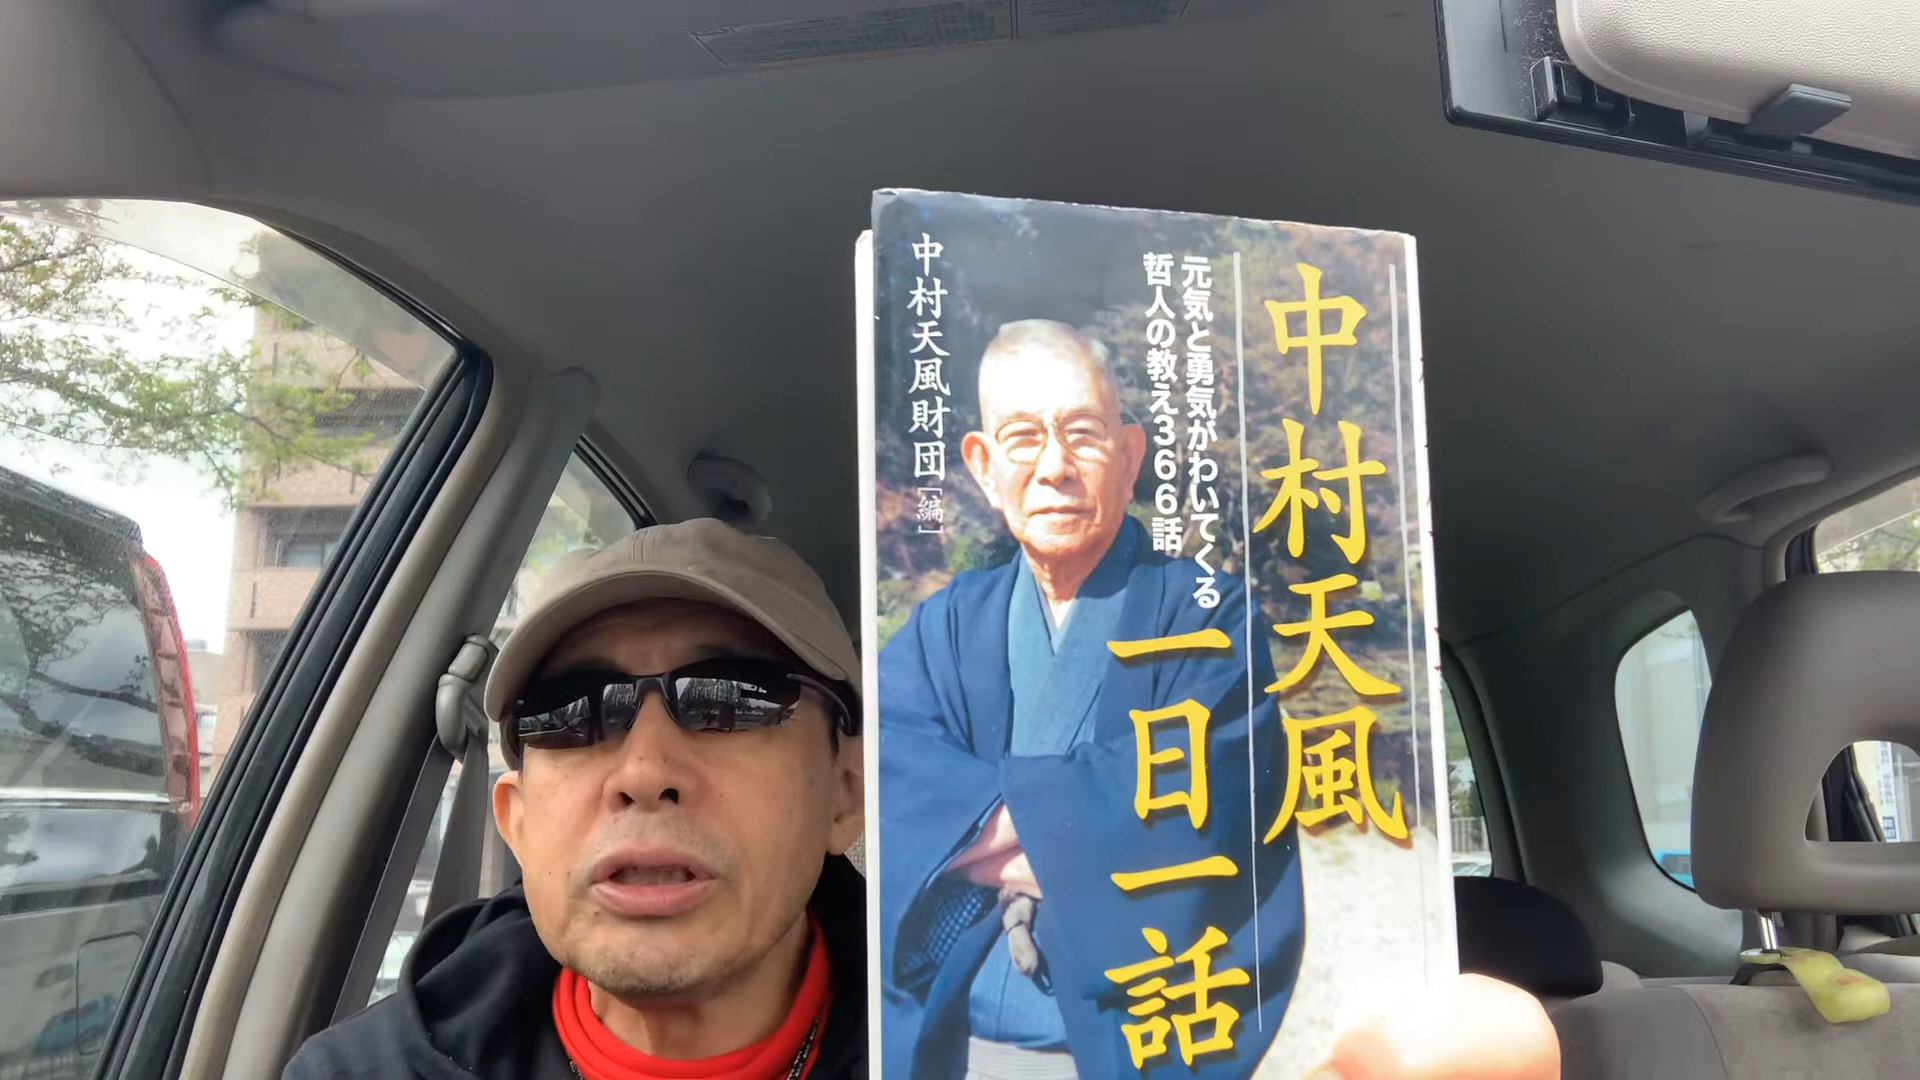 中村天風
一日一話
元気と勇気がわいてくる
哲人の教え366話
中村天風財団［編］